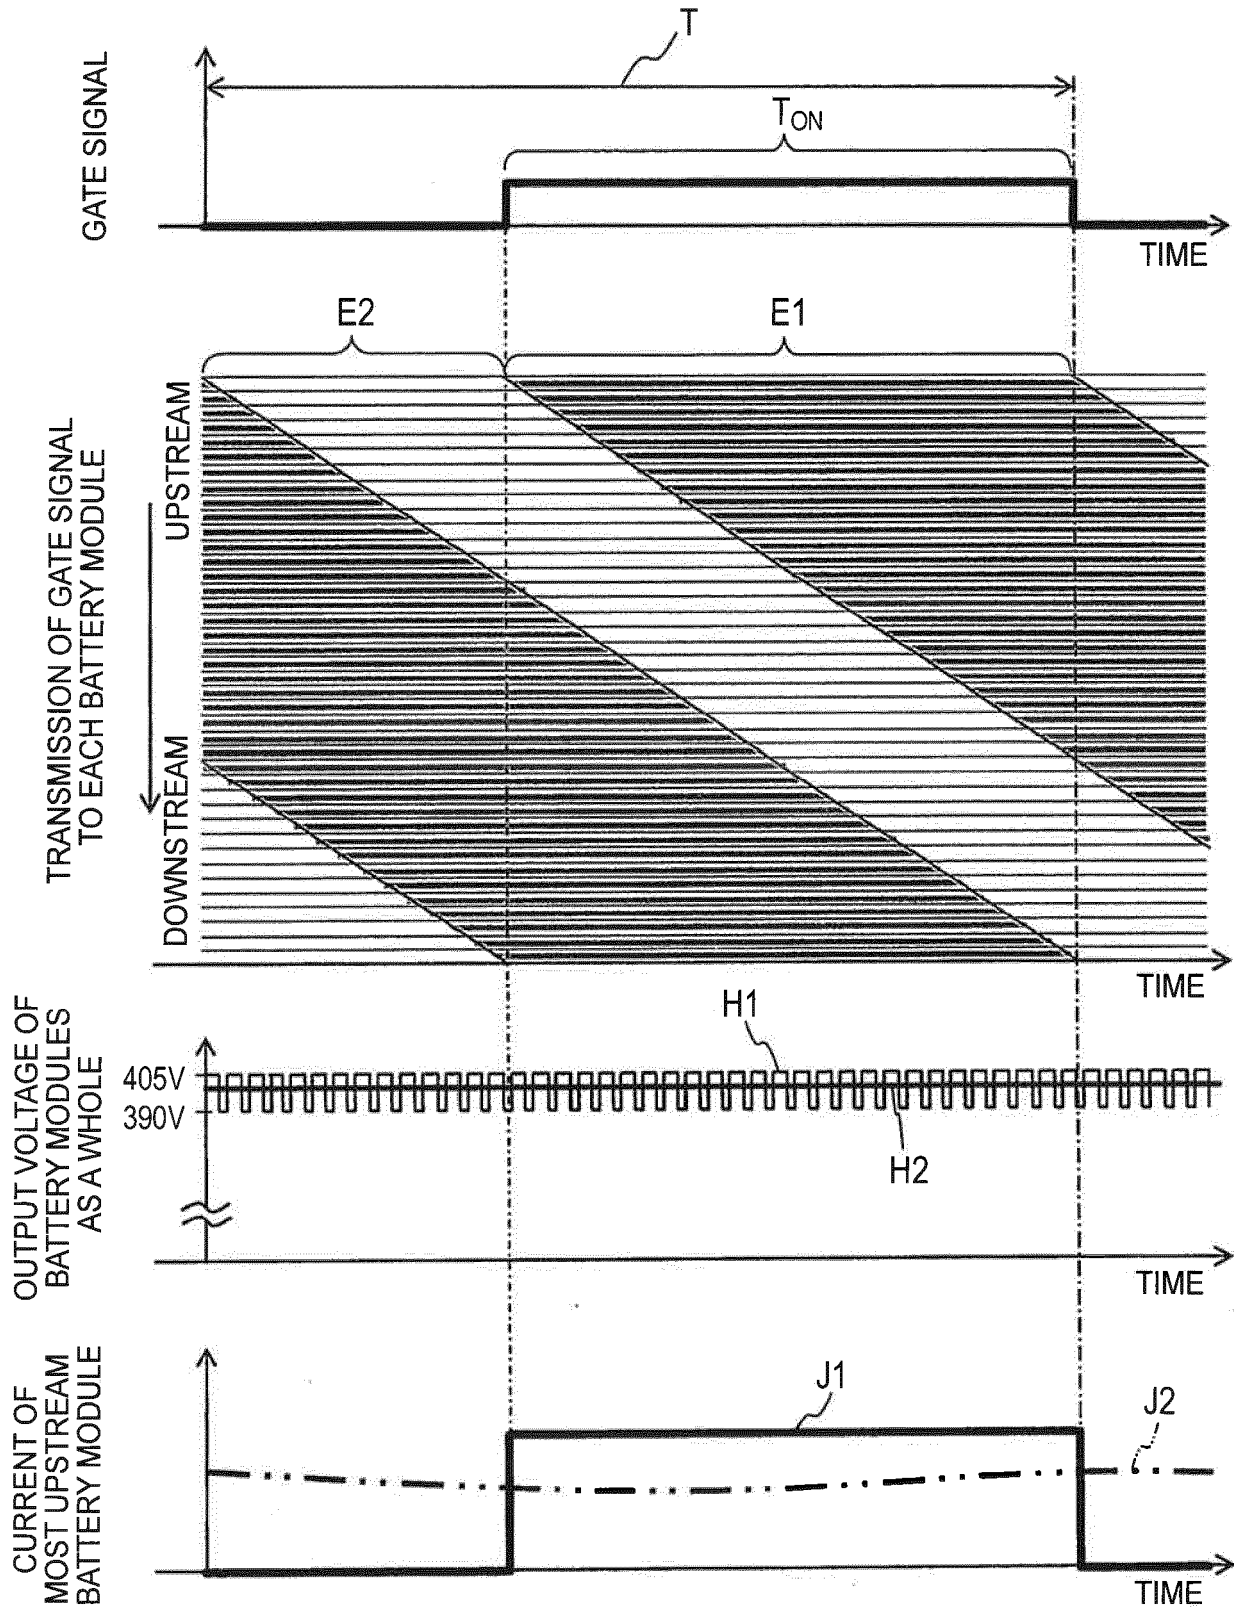 T
GATE SIGNAL
TON
TIME
E2
E1
TRANSMISSION OF GATE SIGNAL
TO EACH BATTERY MODULE
UPSTREAM
DOWNSTREAM
TIME
OUTPUT VOLTAGE OF
BATTERY MODULES
AS A WHOLE
H1
405V
390V
H2
TIME
CURRENT OF
MOST UPSTREAM
BATTERY MODULE
J1
J2
TIME